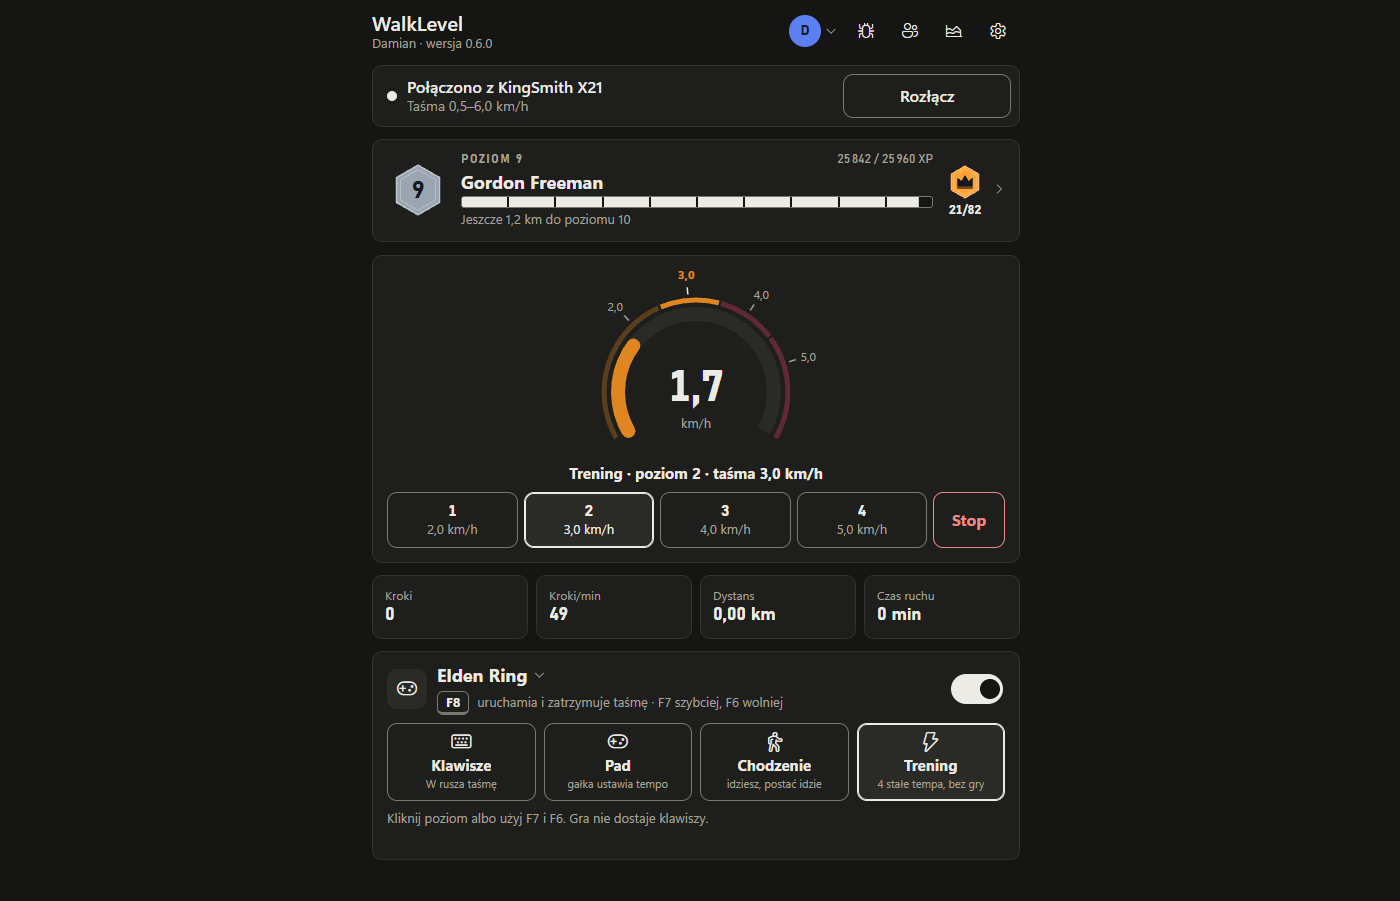 WalkLevel
Damian · wersja 0.6.0
D
Połączono z KingSmith X21
Taśma 0,5–6,0 km/h
Rozłącz
POZIOM 9
25 842 / 25 960 XP
9
Gordon Freeman
21/82
Jeszcze 1,2 km do poziomu 10
3,0
2,0
4,0
5,0
1,7
km/h
Trening · poziom 2 · taśma 3,0 km/h
1
2,0 km/h
2
3,0 km/h
3
4,0 km/h
4
5,0 km/h
Stop
Kroki
0
Kroki/min
49
Dystans
0,00 km
Czas ruchu
0 min
Elden Ring
F8 uruchamia i zatrzymuje taśmę · F7 szybciej, F6 wolniej
Klawisze
W rusza taśmę
Pad
gałka ustawia tempo
Chodzenie
idziesz, postać idzie
Trening
4 stałe tempa, bez gry
Kliknij poziom albo użyj F7 i F6. Gra nie dostaje klawiszy.